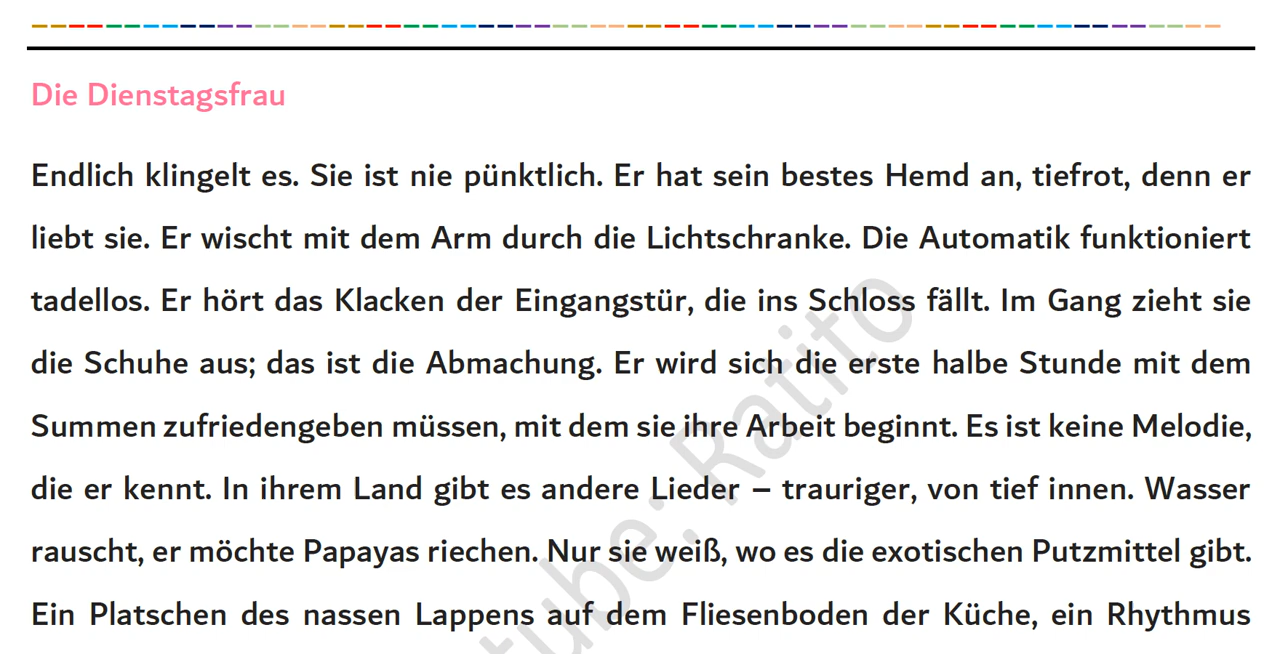 Die Dienstagsfrau
Endlich klingelt es. Sie ist nie pünktlich. Er hat sein bestes Hemd an, tiefrot, denn er
liebt sie. Er wischt mit dem Arm durch die Lichtschranke. Die Automatik funktioniert
tadellos. Er hört das Klacken der Eingangstür, die ins Schloss fällt. Im Gang zieht sie
die Schuhe aus; das ist die Abmachung. Er wird sich die erste halbe Stunde mit dem
Summen zufriedengeben müssen, mit dem sie ihre Arbeit beginnt. Es ist keine Melodie,
die er kennt. In ihrem Land gibt es andere Lieder – trauriger, von tief innen. Wasser
rauscht, er möchte Papayas riechen. Nur sie weiß, wo es die exotischen Putzmittel gibt.
Ein Platschen des nassen Lappens auf dem Fliesenboden der Küche, ein Rhythmus
tube: Ratito